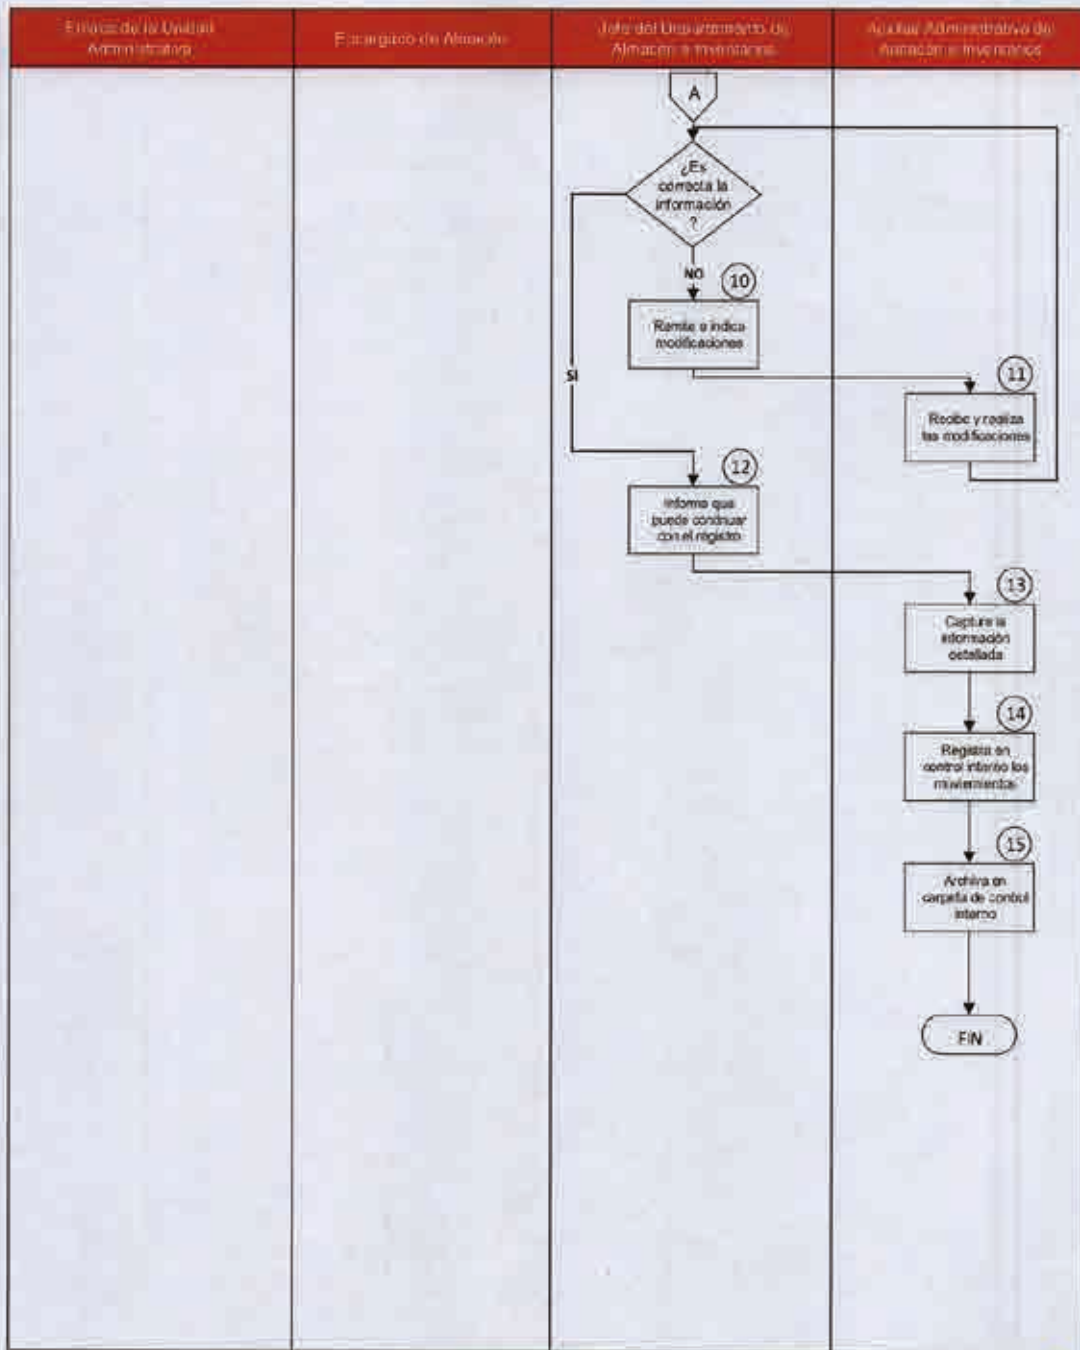 de la Unidad
Administrativa
Encargado de Almacén
Jefe del Departamento de
Almacén e Inventarios
Auxiliar Administrativo de
Almacén e Inventarios
A
¿Es
correcta la
información
?
NO
10
Remite e indica
modificaciones
SI
11
Recibe y realiza
las modificaciones
12
Informa que
puede continuar
con el registro
13
Captura la
información
detallada
14
Registra en
control interno los
movimientos
15
Archiva en
carpeta de control
interno
FIN